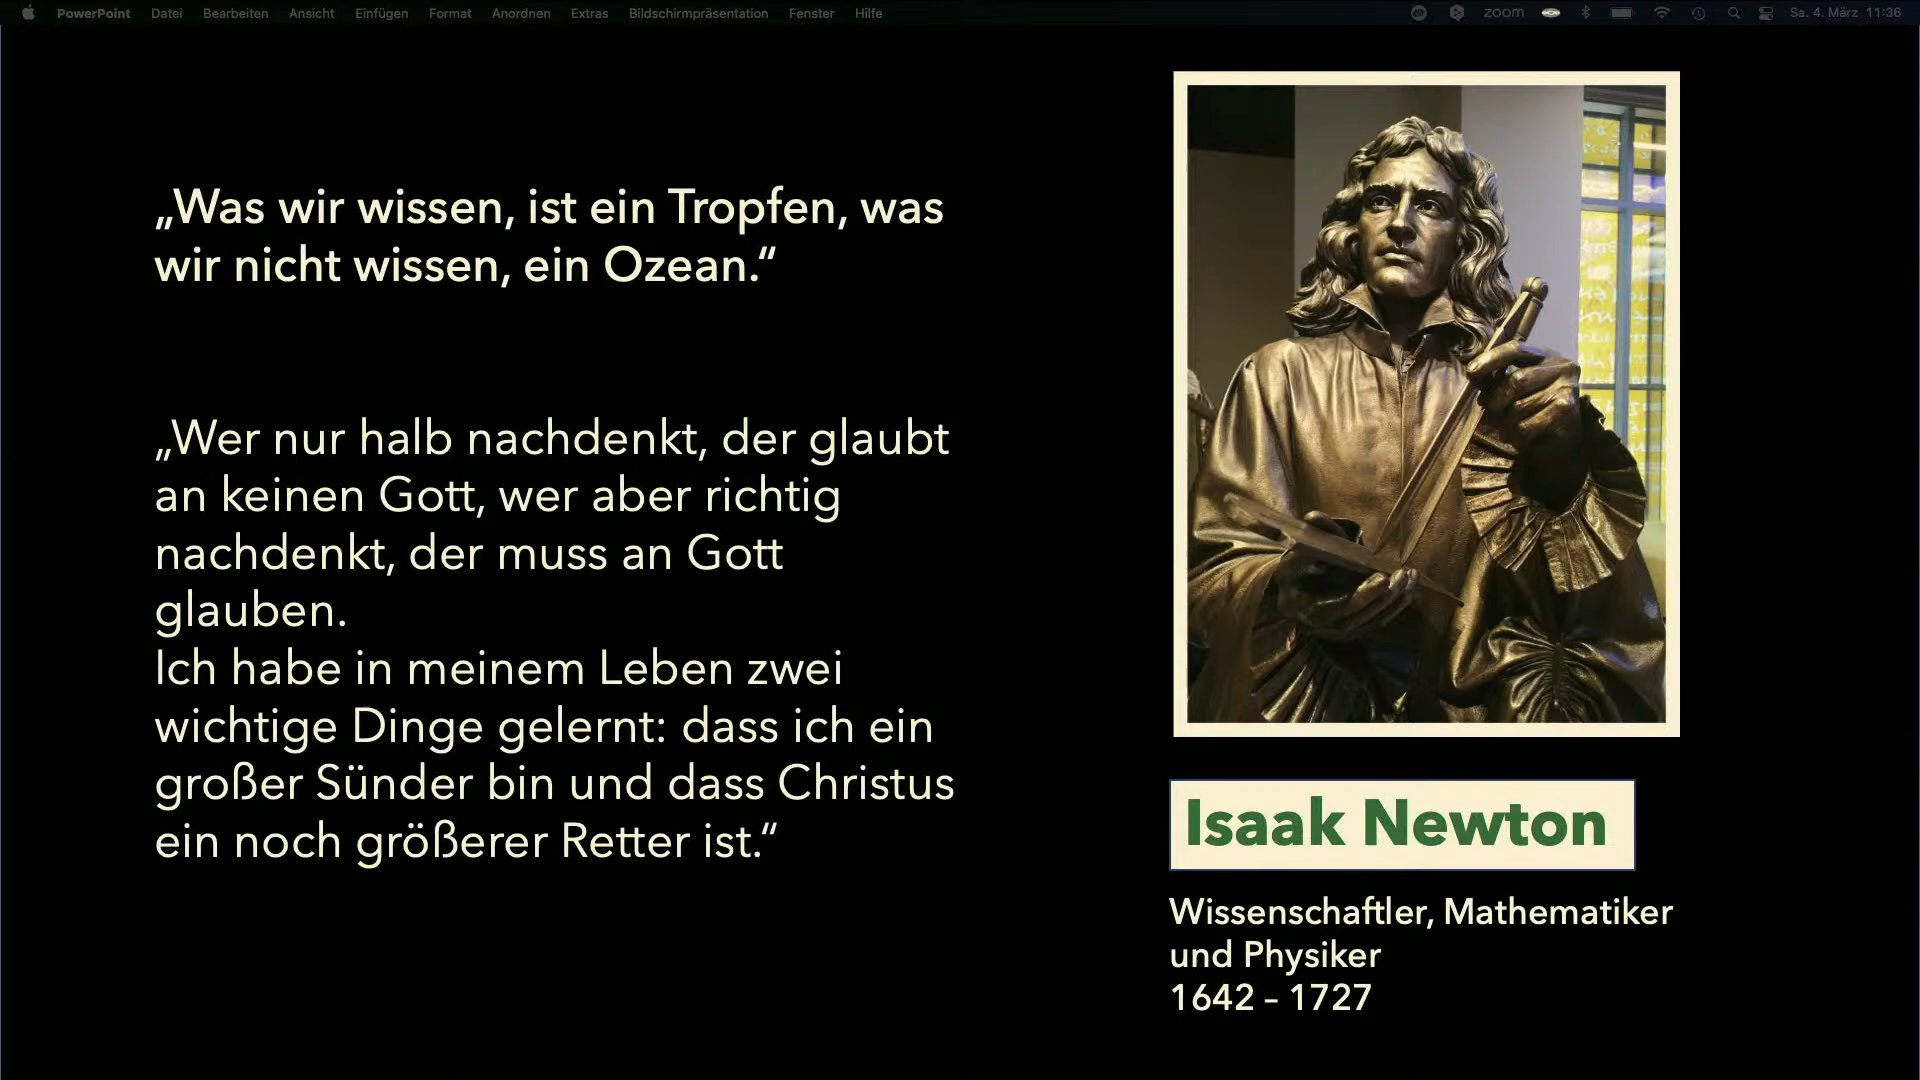 PowerPoint Datei Bearbeiten Ansicht Einfügen Format Anordnen Extras Bildschirmpräsentation Fenster Hilfe zoom Sa. 4. März 11:36
„Was wir wissen, ist ein Tropfen, was
wir nicht wissen, ein Ozean.“
„Wer nur halb nachdenkt, der glaubt
an keinen Gott, wer aber richtig
nachdenkt, der muss an Gott
glauben.
Ich habe in meinem Leben zwei
wichtige Dinge gelernt: dass ich ein
großer Sünder bin und dass Christus
ein noch größerer Retter ist.“
Isaak Newton
Wissenschaftler, Mathematiker
und Physiker
1642 – 1727